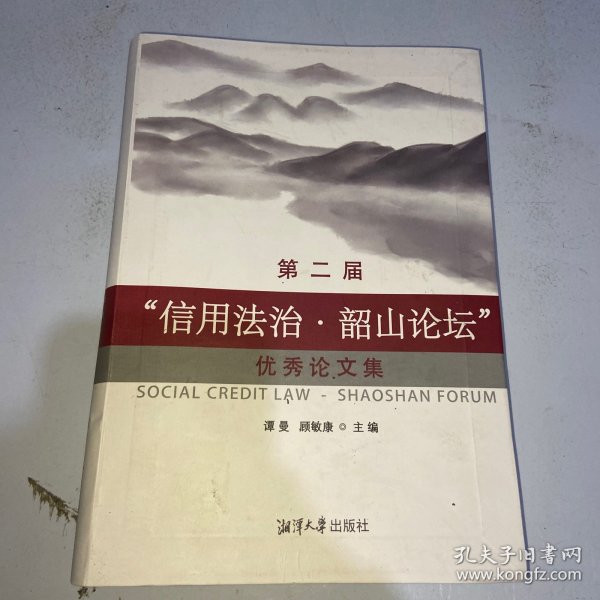 第二届
“信用法治·韶山论坛”
优秀论文集
SOCIAL CREDIT LAW - SHAOSHAN FORUM
谭曼 顾敏康◎主编
湘潭大学出版社
孔夫子旧书网
www.kongfz.com